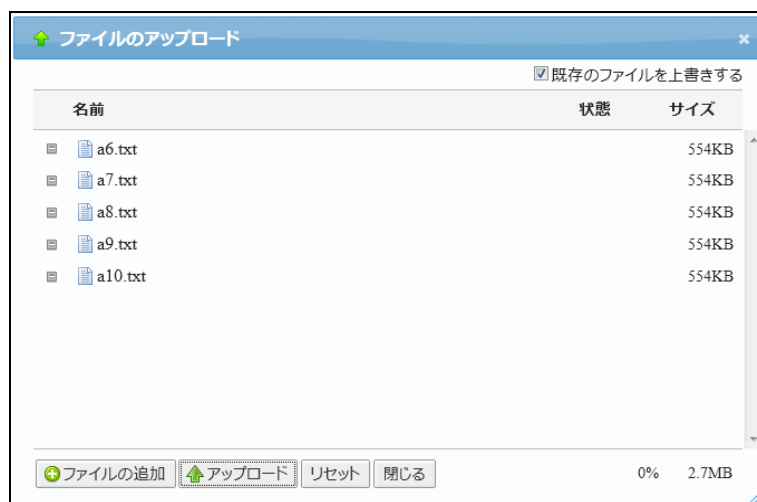 ファイルのアップロード
既存のファイルを上書きする
名前 状態 サイズ
a6.txt 554KB
a7.txt 554KB
a8.txt 554KB
a9.txt 554KB
a10.txt 554KB
ファイルの追加 アップロード リセット 閉じる 0% 2.7MB